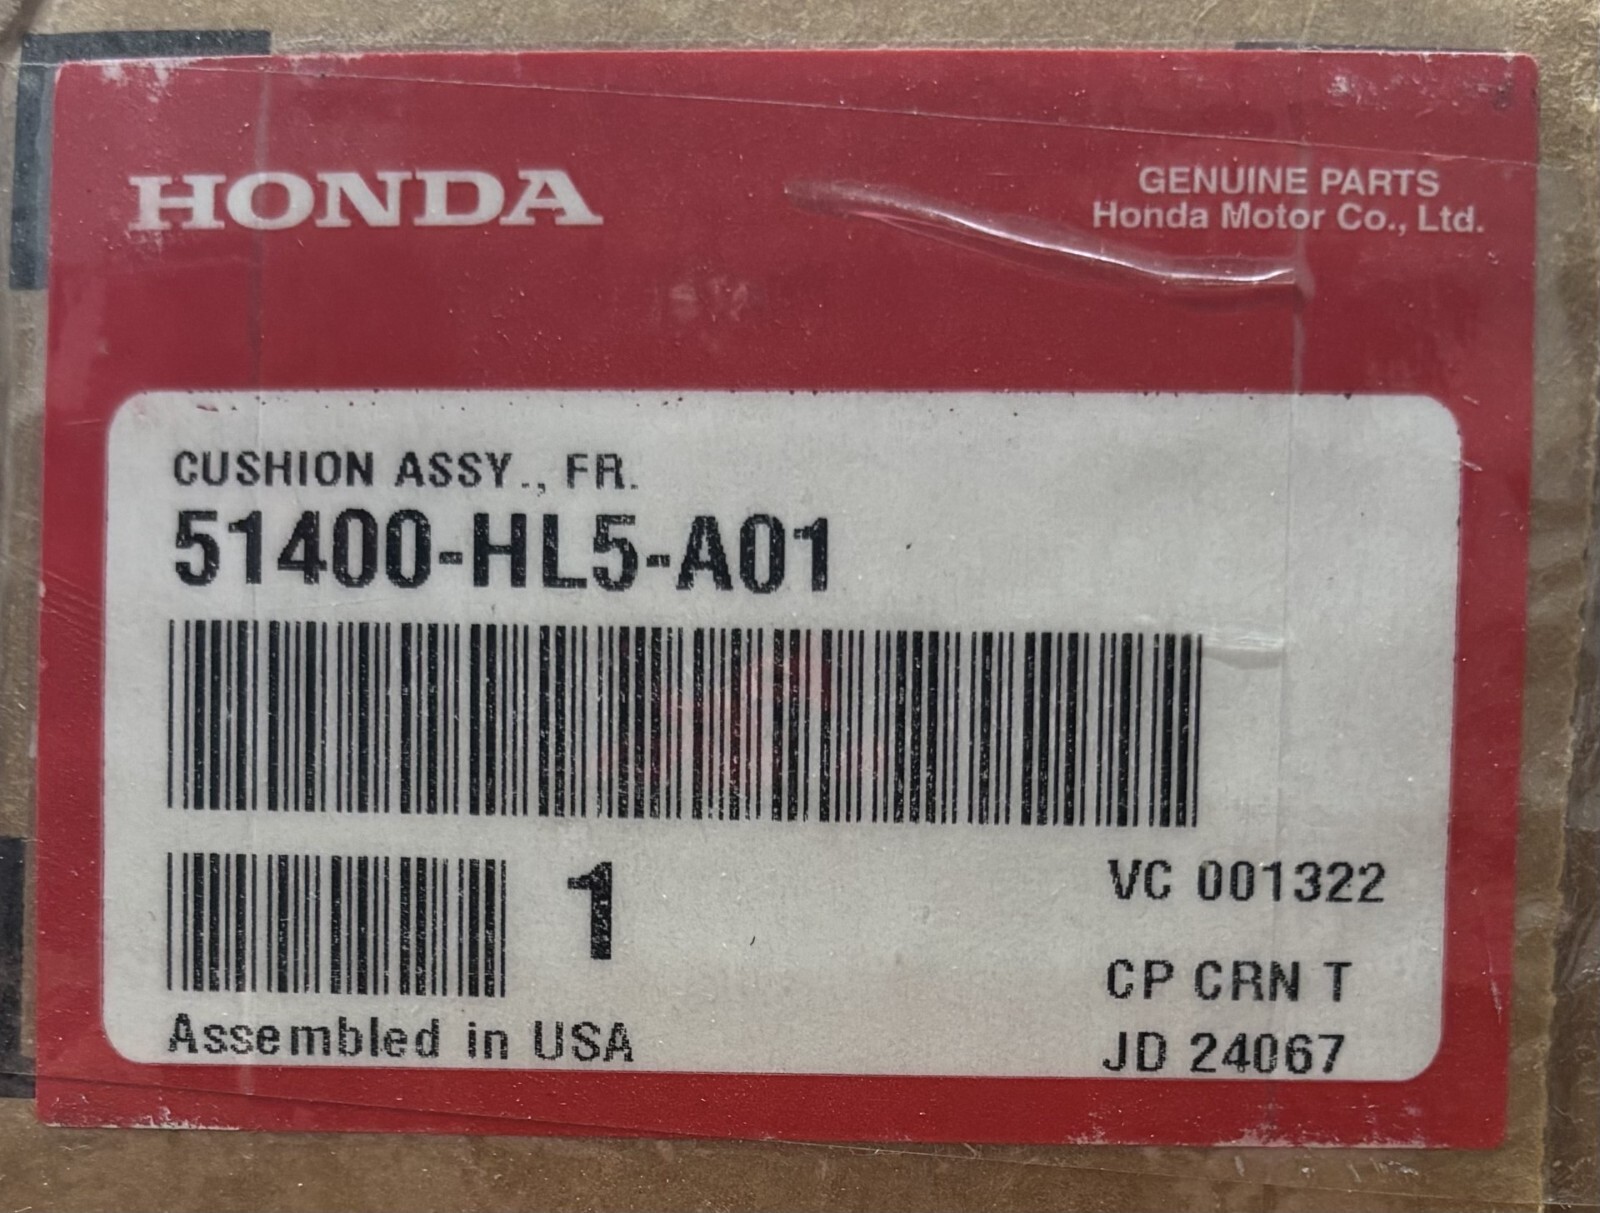 HONDA
GENUINE PARTS
Honda Motor Co., Ltd.
CUSHION ASSY., FR.
51400-HL5-A01
1
VC 001322
CP CRN T
Assembled in USA
JD 24067